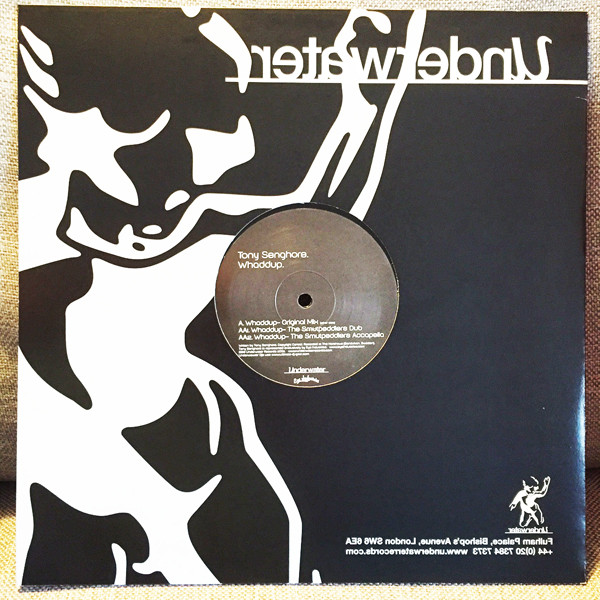 Underwater
Tony Senghore.
Whaddup.
A. Whaddup- Original Mix
AA1. Whaddup- The Smutpeddlers Dub
AA2. Whaddup- The Smutpeddlers Accapella
Underwater
Underwater
Fulham Palace, Bishop's Avenue, London SW6 6EA
+44 (0)20 7384 7373 www.underwaterrecords.com